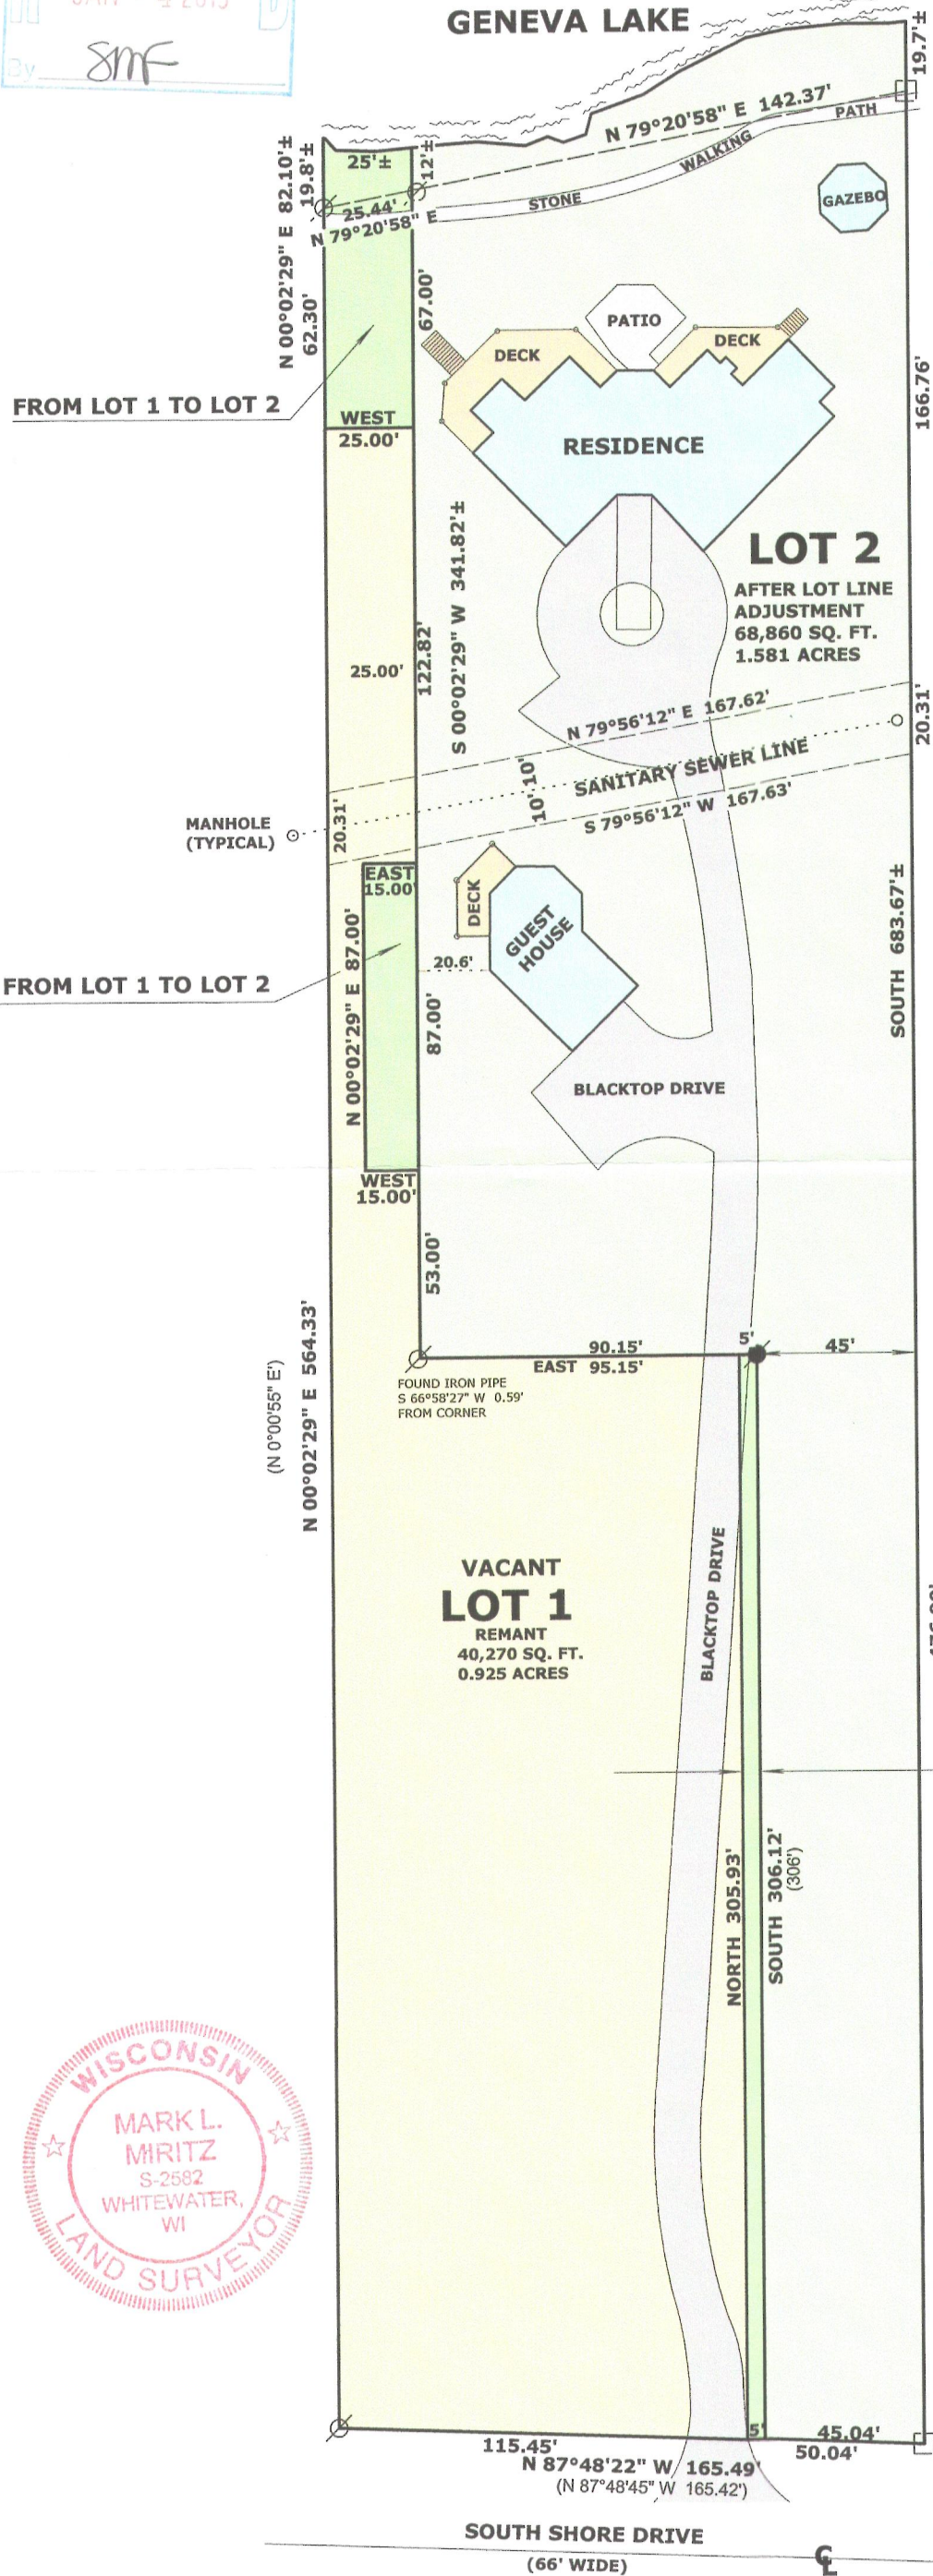 By SMF
GENEVA LAKE
19.7'±
N 79°20'58" E 142.37'
STONE WALKING PATH
GAZEBO
25'±
12'±
N 00°02'29" E 82.10'±
19.8'±
62.30'
25.44'
N 79°20'58" E
67.00'
PATIO
DECK
DECK
RESIDENCE
166.76'
FROM LOT 1 TO LOT 2
WEST
25.00'
S 00°02'29" W 341.82'±
LOT 2
AFTER LOT LINE
ADJUSTMENT
68,860 SQ. FT.
1.581 ACRES
25.00'
122.82'
N 79°56'12" E 167.62'
20.31'
SANITARY SEWER LINE
10' 10'
S 79°56'12" W 167.63'
MANHOLE
(TYPICAL)
20.31'
EAST
15.00'
DECK
GUEST
HOUSE
20.6'
SOUTH 683.67'±
FROM LOT 1 TO LOT 2
N 00°02'29" E 87.00'
87.00'
BLACKTOP DRIVE
WEST
15.00'
53.00'
90.15'
5'
45'
EAST 95.15'
FOUND IRON PIPE
S 66°58'27" W 0.59'
FROM CORNER
(N 0°00'55" E')
N 00°02'29" E 564.33'
VACANT
LOT 1
REMANT
40,270 SQ. FT.
0.925 ACRES
BLACKTOP DRIVE
NORTH 305.93'
SOUTH 306.12'
(306')
WISCONSIN
MARK L.
MIRITZ
S-2582
WHITEWATER,
WI
LAND SURVEYOR
5'
45.04'
115.45'
50.04'
N 87°48'22" W 165.49'
(N 87°48'45" W 165.42')
SOUTH SHORE DRIVE
(66' WIDE)